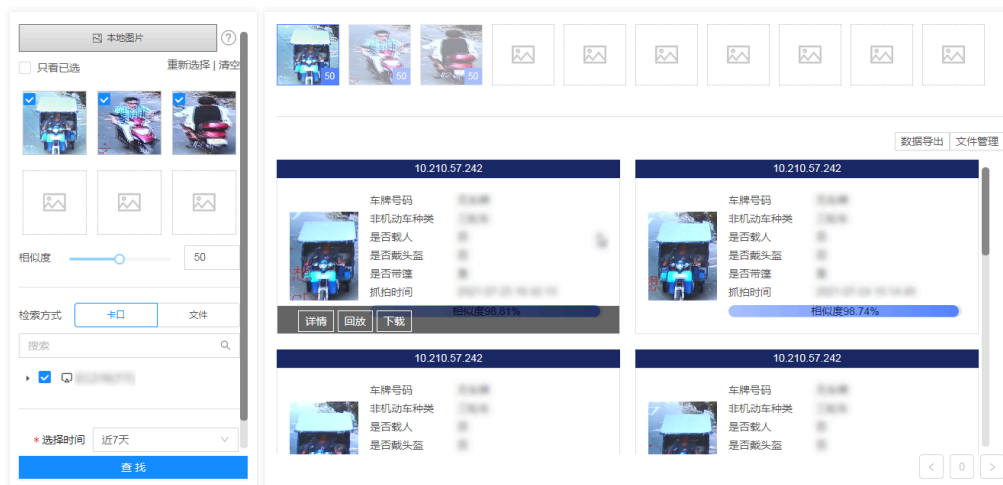 本地图片
?
只看已选
重新选择 | 清空
相似度
50
检索方式
卡口
文件
搜索
* 选择时间
近7天
查 找
50
50
50
数据导出
文件管理
10.210.57.242
车牌号码
非机动车种类
是否载人
是否戴头盔
是否带篷
抓拍时间
相似度98.81%
详情
回放
下载
10.210.57.242
车牌号码
非机动车种类
是否载人
是否戴头盔
是否带篷
抓拍时间
相似度98.74%
10.210.57.242
车牌号码
非机动车种类
是否载人
是否戴头盔
10.210.57.242
车牌号码
非机动车种类
是否载人
是否戴头盔
<
0
>